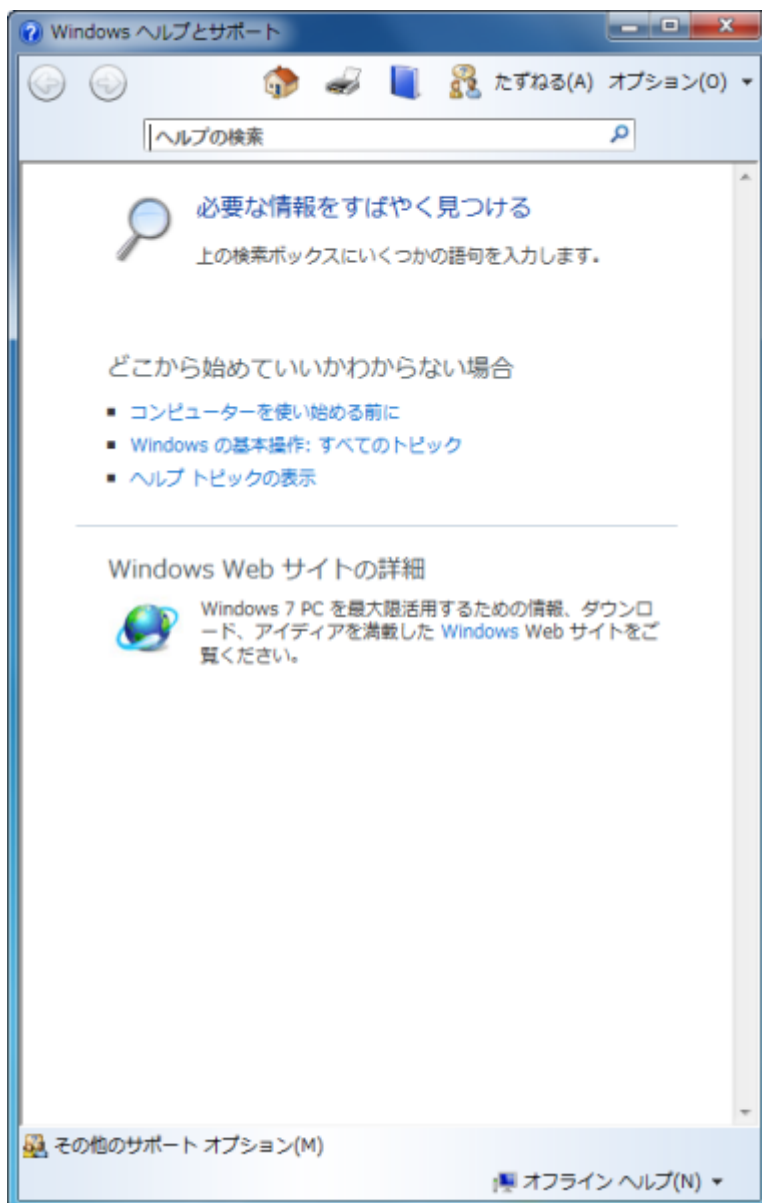 Windows ヘルプとサポート
たずねる(A) オプション(O)
ヘルプの検索
必要な情報をすばやく見つける
上の検索ボックスにいくつかの語句を入力します。
どこから始めていいかわからない場合
コンピューターを使い始める前に
Windows の基本操作: すべてのトピック
ヘルプ トピックの表示
Windows Web サイトの詳細
Windows 7 PC を最大限活用するための情報、ダウンロ
ード、アイディアを満載した Windows Web サイトをご
覧ください。
その他のサポート オプション(M)
オフライン ヘルプ(N)